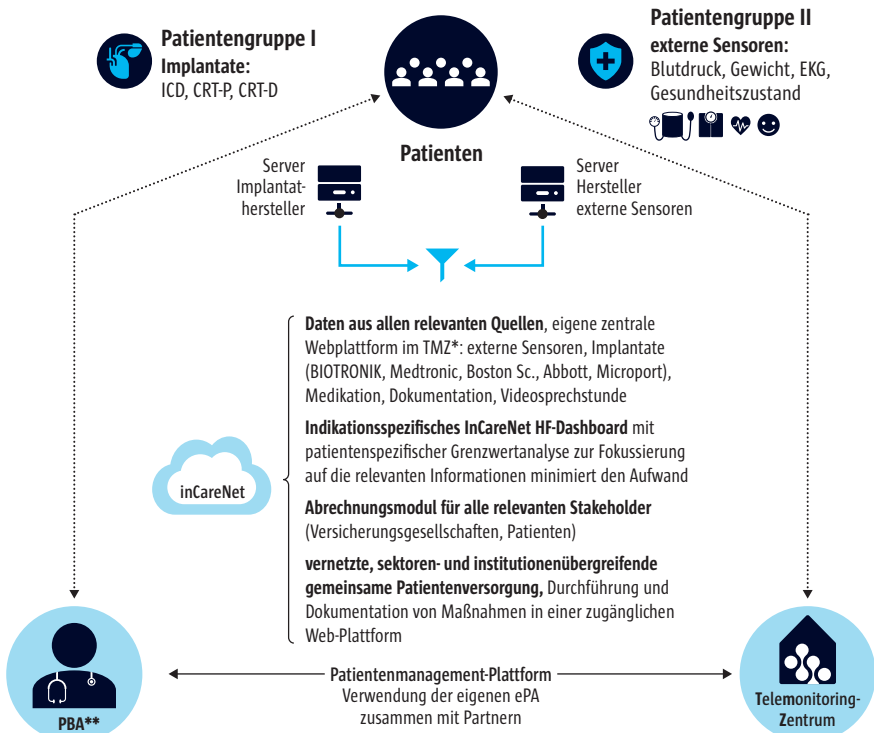 Patientengruppe I
Implantate:
ICD, CRT-P, CRT-D
Patientengruppe II
externe Sensoren:
Blutdruck, Gewicht, EKG,
Gesundheitszustand
Patienten
Server
Implantat-
hersteller
Server
Hersteller
externe Sensoren
Daten aus allen relevanten Quellen, eigene zentrale
Webplattform im TMZ*: externe Sensoren, Implantate
(BIOTRONIK, Medtronic, Boston Sc., Abbott, Microport),
Medikation, Dokumentation, Videosprechstunde
Indikationsspezifisches InCareNet HF-Dashboard mit
patientenspezifischer Grenzwertanalyse zur Fokussierung
auf die relevanten Informationen minimiert den Aufwand
inCareNet
Abrechnungsmodul für alle relevanten Stakeholder
(Versicherungsgesellschaften, Patienten)
vernetzte, sektoren- und institutionenübergreifende
gemeinsame Patientenversorgung, Durchführung und
Dokumentation von Maßnahmen in einer zugänglichen
Web-Plattform
PBA**
Patientenmanagement-Plattform
Verwendung der eigenen ePA
zusammen mit Partnern
Telemonitoring-
Zentrum